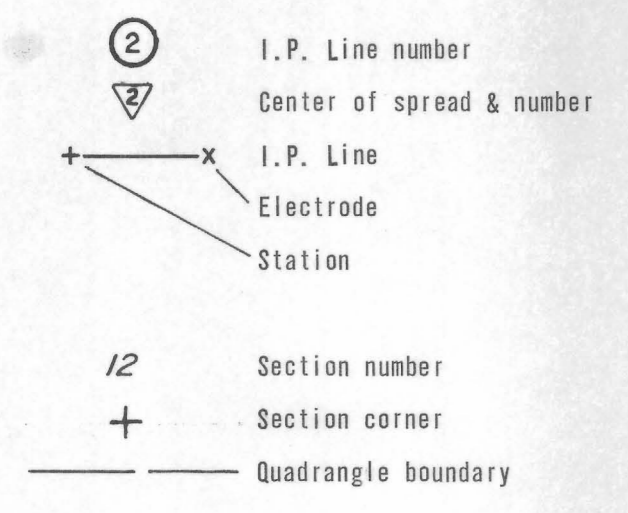 2 I.P. Line number
2 Center of spread & number
+ x I.P. Line
Electrode
Station
12 Section number
+ Section corner
Quadrangle boundary